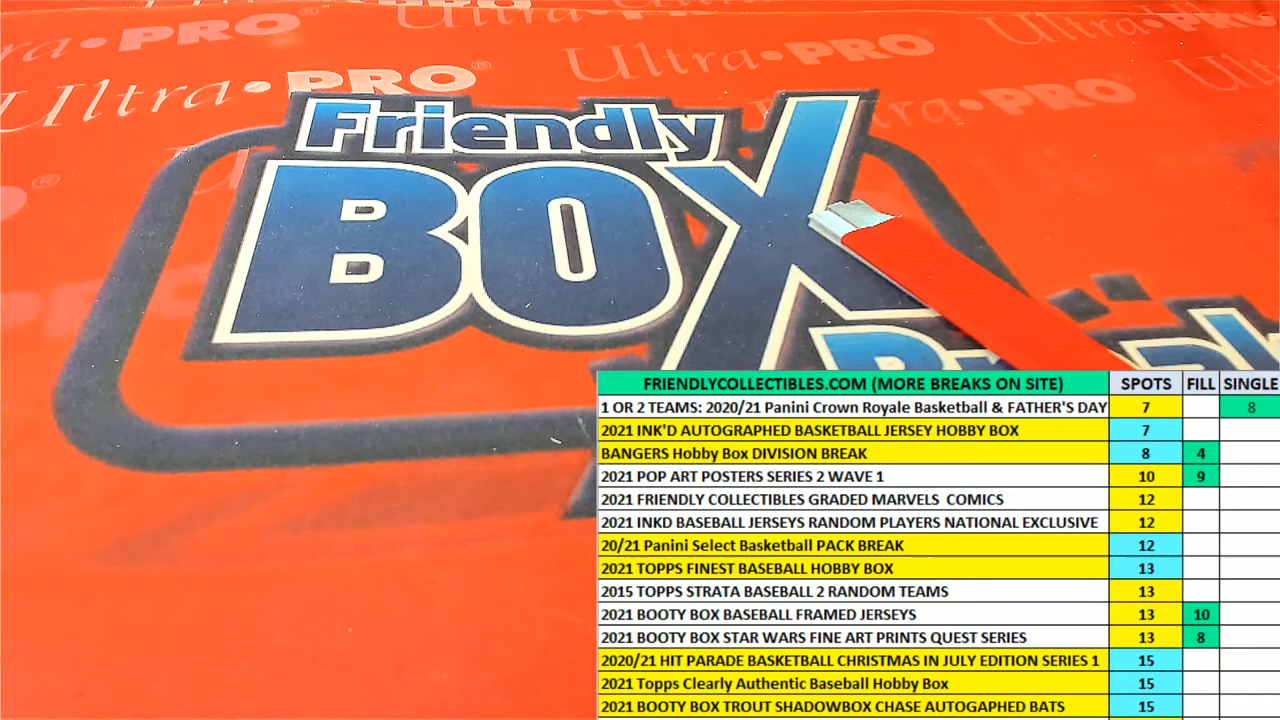 ra PRO®
Ultra PRO
Ultra PRO
Ultra PRO®
Ultra PRO
Ult
tra PRO
®
Friendly
BOX
FRIENDLYCOLLECTIBLES.COM (MORE BREAKS ON SITE) SPOTS FILL SINGLE
1 OR 2 TEAMS: 2020/21 Panini Crown Royale Basketball & FATHER'S DAY 7 8
2021 INK'D AUTOGRAPHED BASKETBALL JERSEY HOBBY BOX 7
BANGERS Hobby Box DIVISION BREAK 8 4
2021 POP ART POSTERS SERIES 2 WAVE 1 10 9
2021 FRIENDLY COLLECTIBLES GRADED MARVELS COMICS 12
2021 INKD BASEBALL JERSEYS RANDOM PLAYERS NATIONAL EXCLUSIVE 12
20/21 Panini Select Basketball PACK BREAK 12
2021 TOPPS FINEST BASEBALL HOBBY BOX 13
2015 TOPPS STRATA BASEBALL 2 RANDOM TEAMS 13
2021 BOOTY BOX BASEBALL FRAMED JERSEYS 13 10
2021 BOOTY BOX STAR WARS FINE ART PRINTS QUEST SERIES 13 8
2020/21 HIT PARADE BASKETBALL CHRISTMAS IN JULY EDITION SERIES 1 15
2021 Topps Clearly Authentic Baseball Hobby Box 15
2021 BOOTY BOX TROUT SHADOWBOX CHASE AUTOGAPHED BATS 15